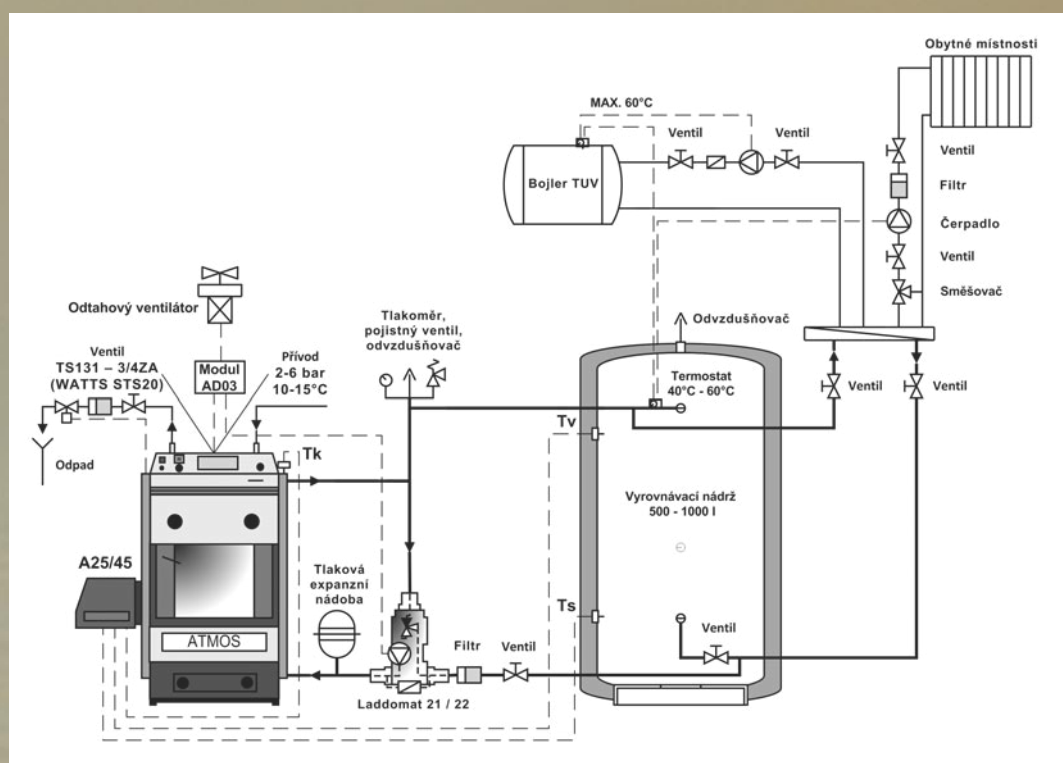 Obytné místnosti
MAX. 60°C
Ventil
Ventil
Bojler TUV
Ventil
Filtr
Čerpadlo
Ventil
Směšovač
Odtahový ventilátor
Tlakoměr,
pojistný ventil,
odvzdušňovač
Odvzdušňovač
Ventil
TS131 – 3/4ZA
(WATTS STS20)
Modul
AD03
Přívod
2-6 bar
10-15°C
Termostat
40°C - 60°C
Ventil
Ventil
Odpad
Tk
Tv
Vyrovnávací nádrž
500 - 1000 l
A25/45
Tlaková
expanzní
nádoba
Ts
ATMOS
Filtr
Ventil
Ventil
Laddomat 21 / 22